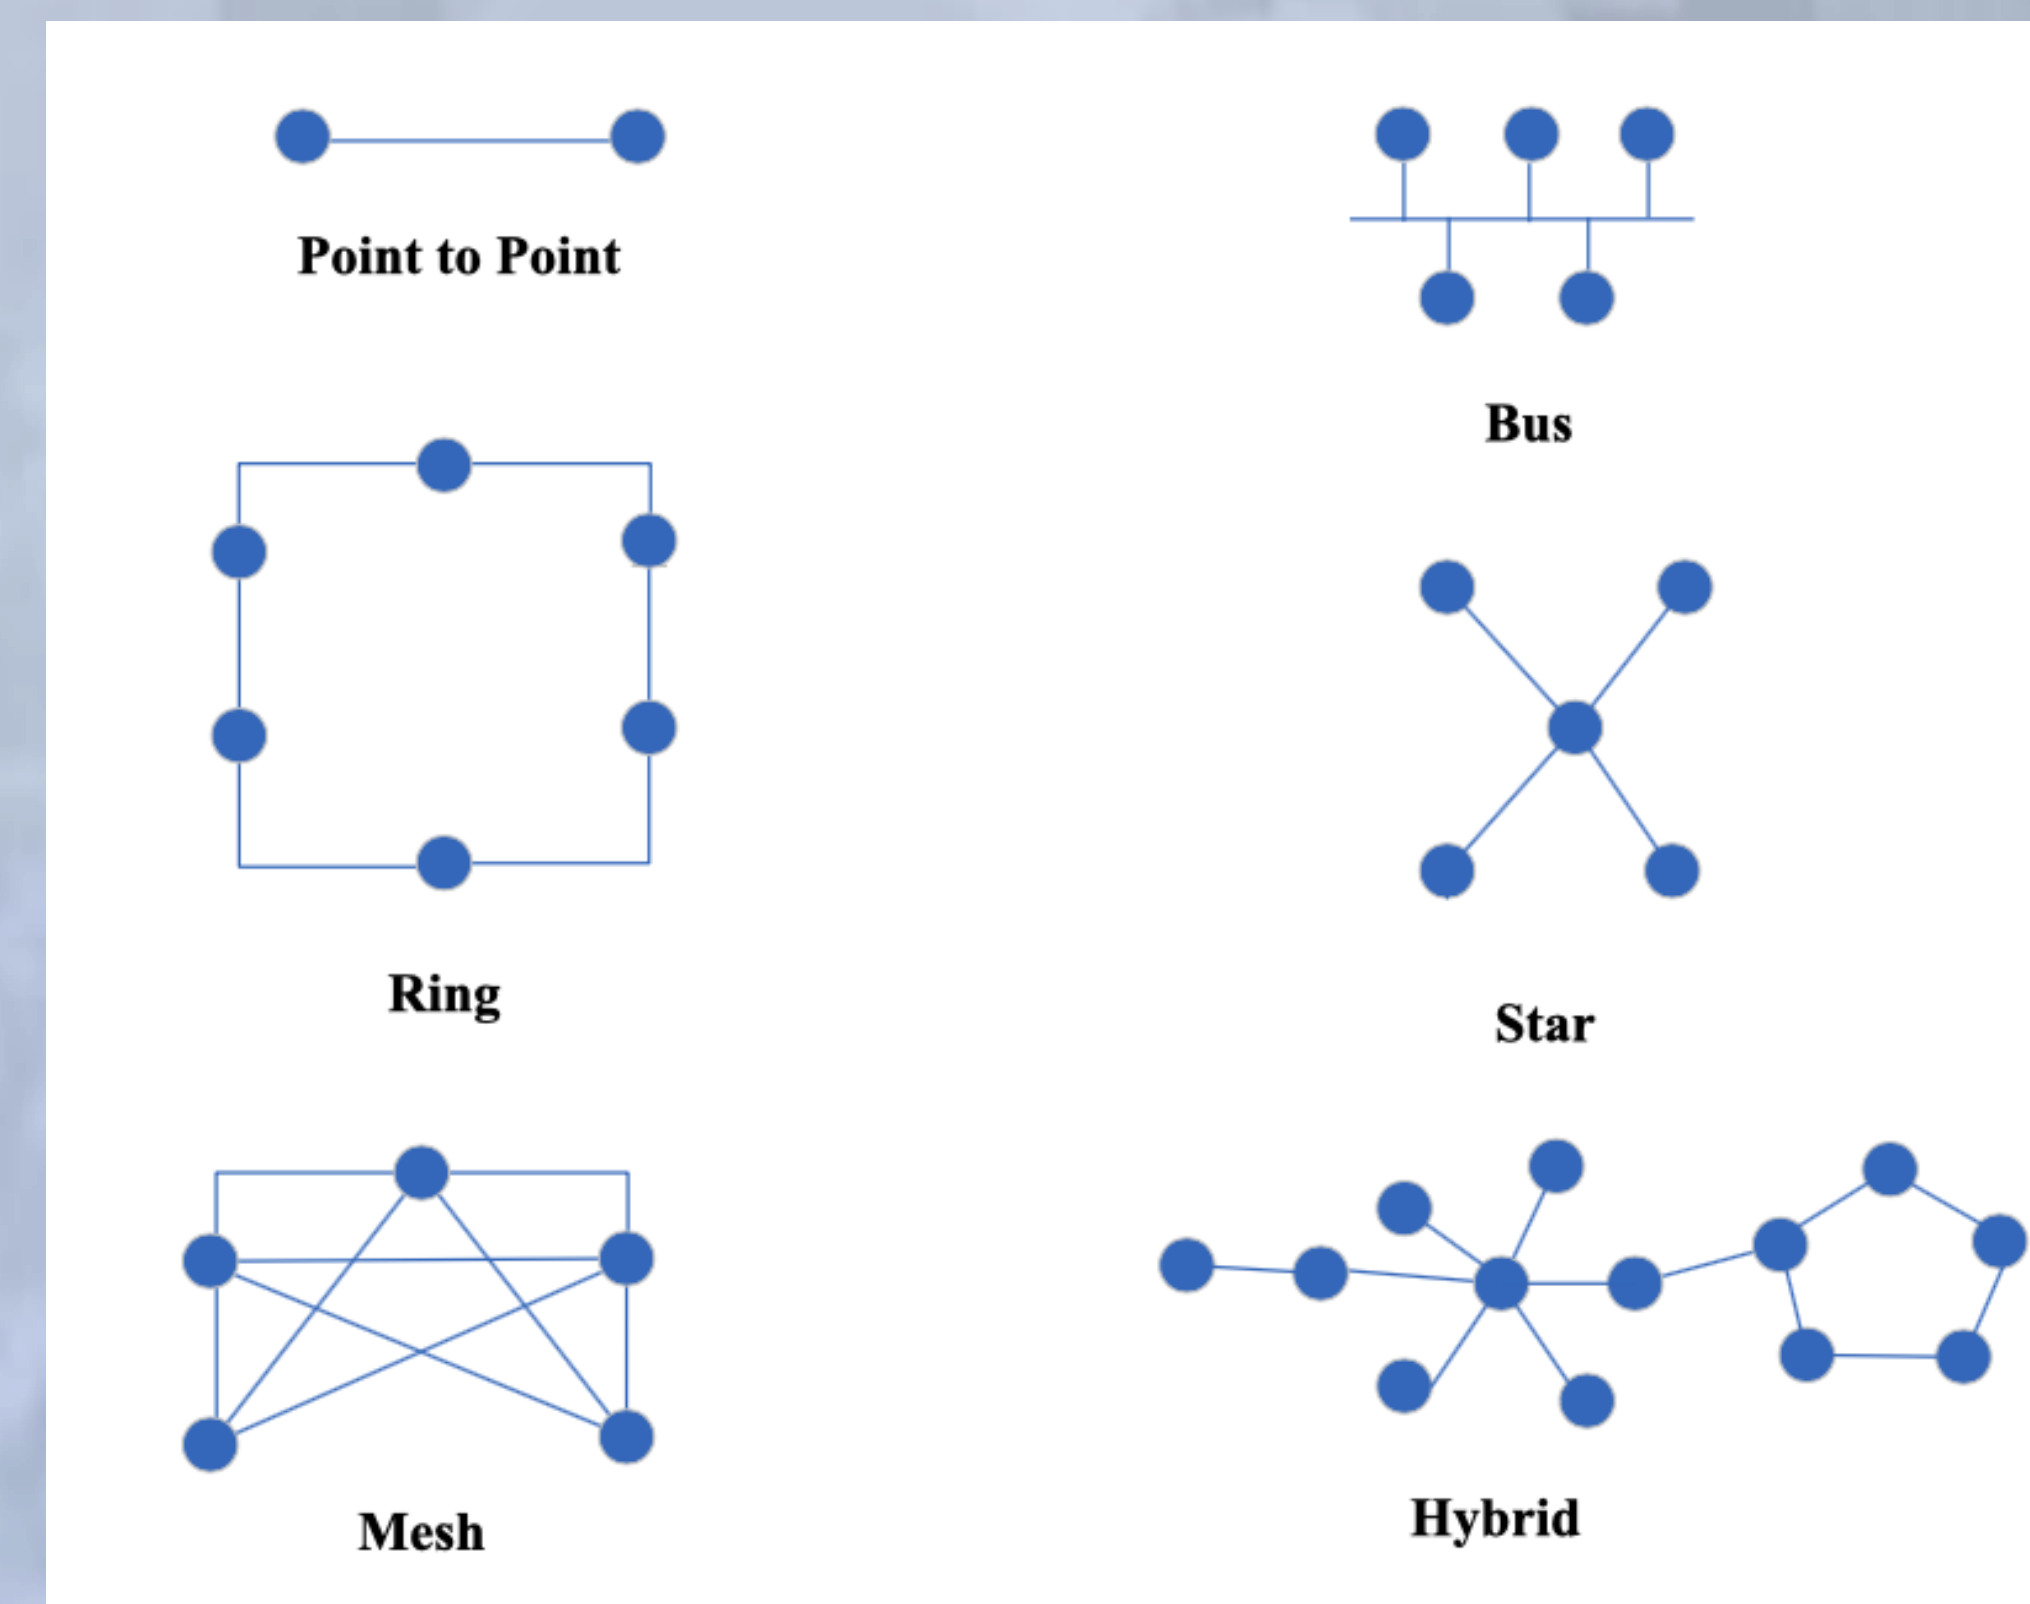 Point to Point
Bus
Ring
Star
Mesh
Hybrid